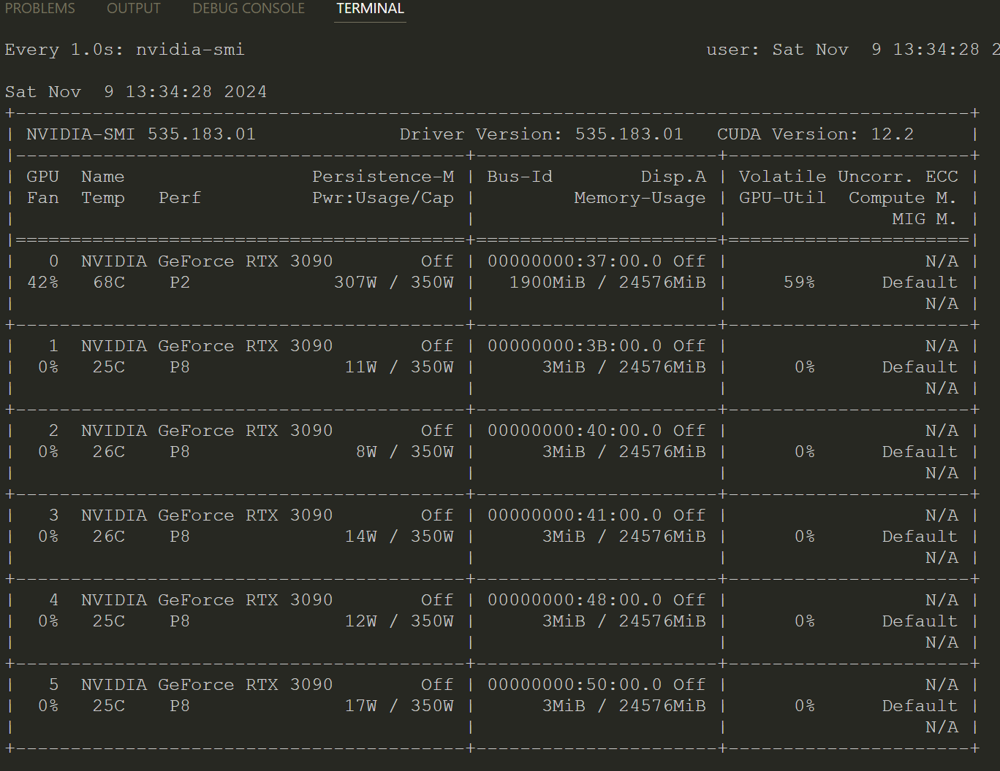 PROBLEMS OUTPUT DEBUG CONSOLE TERMINAL
Every 1.0s: nvidia-smi user: Sat Nov  9 13:34:28 2
Sat Nov  9 13:34:28 2024
+---------------------------------------------------------------------------------------+
| NVIDIA-SMI 535.183.01             Driver Version: 535.183.01   CUDA Version: 12.2     |
|-----------------------------------------+----------------------+----------------------+
| GPU  Name                 Persistence-M | Bus-Id        Disp.A | Volatile Uncorr. ECC |
| Fan  Temp   Perf          Pwr:Usage/Cap |         Memory-Usage | GPU-Util  Compute M. |
|                                         |                      |               MIG M. |
|=========================================+======================+======================|
|   0  NVIDIA GeForce RTX 3090        Off | 00000000:37:00.0 Off |                  N/A |
| 42%   68C    P2             307W / 350W |   1900MiB / 24576MiB |     59%      Default |
|                                         |                      |                  N/A |
+-----------------------------------------+----------------------+----------------------+
|   1  NVIDIA GeForce RTX 3090        Off | 00000000:3B:00.0 Off |                  N/A |
|  0%   25C    P8              11W / 350W |      3MiB / 24576MiB |      0%      Default |
|                                         |                      |                  N/A |
+-----------------------------------------+----------------------+----------------------+
|   2  NVIDIA GeForce RTX 3090        Off | 00000000:40:00.0 Off |                  N/A |
|  0%   26C    P8               8W / 350W |      3MiB / 24576MiB |      0%      Default |
|                                         |                      |                  N/A |
+-----------------------------------------+----------------------+----------------------+
|   3  NVIDIA GeForce RTX 3090        Off | 00000000:41:00.0 Off |                  N/A |
|  0%   26C    P8              14W / 350W |      3MiB / 24576MiB |      0%      Default |
|                                         |                      |                  N/A |
+-----------------------------------------+----------------------+----------------------+
|   4  NVIDIA GeForce RTX 3090        Off | 00000000:48:00.0 Off |                  N/A |
|  0%   25C    P8              12W / 350W |      3MiB / 24576MiB |      0%      Default |
|                                         |                      |                  N/A |
+-----------------------------------------+----------------------+----------------------+
|   5  NVIDIA GeForce RTX 3090        Off | 00000000:50:00.0 Off |                  N/A |
|  0%   25C    P8              17W / 350W |      3MiB / 24576MiB |      0%      Default |
|                                         |                      |                  N/A |
+-----------------------------------------+----------------------+----------------------+